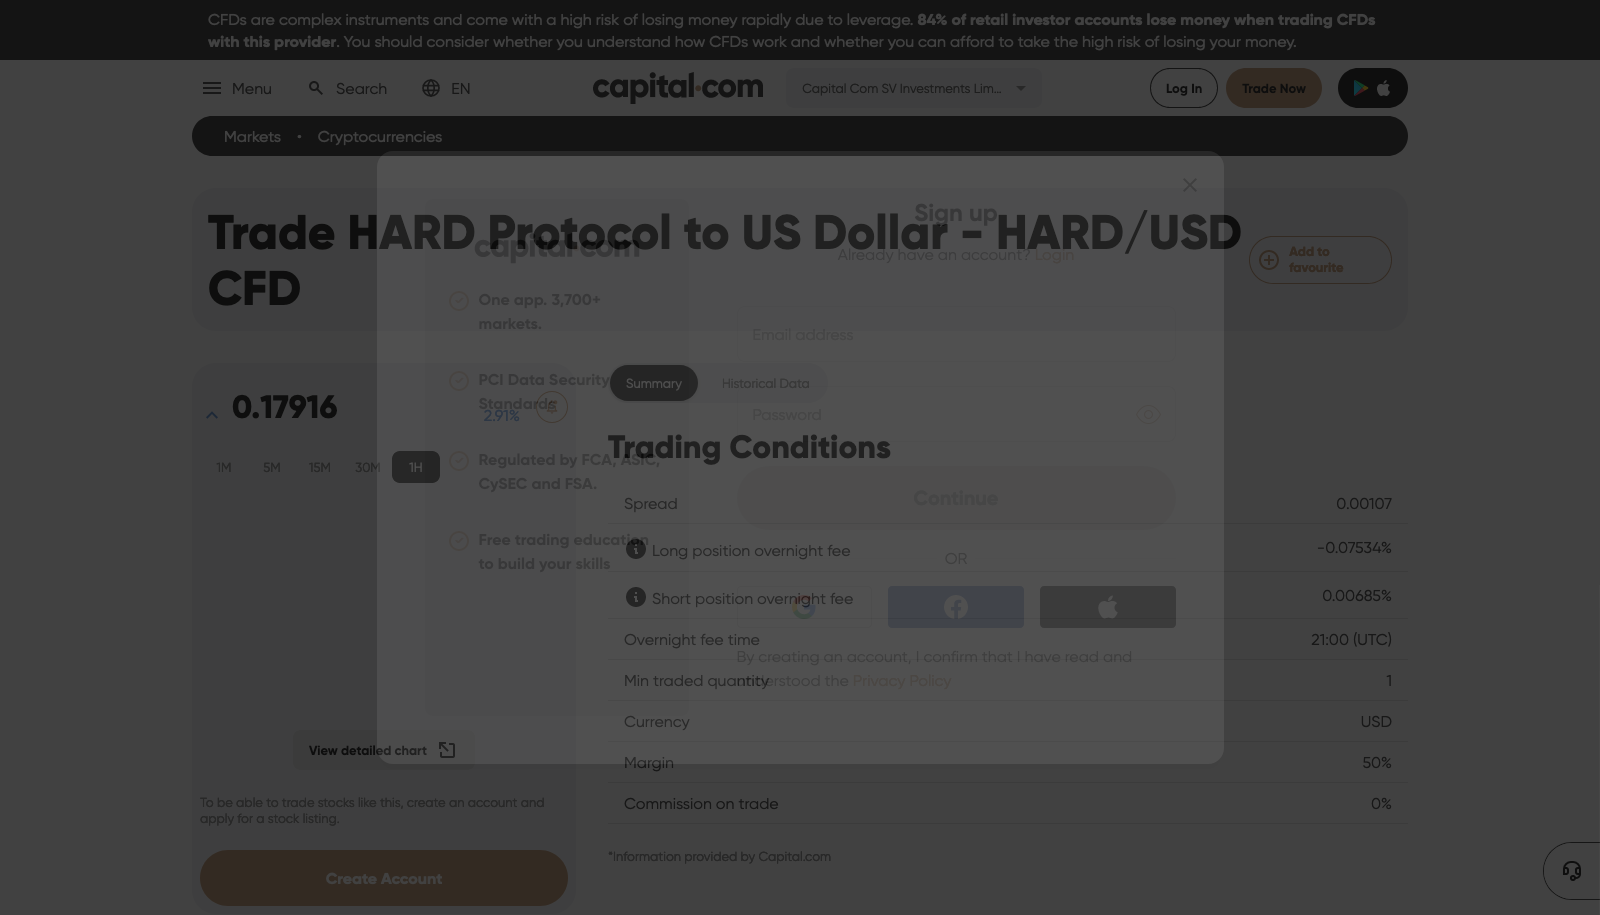 CFDs are complex instruments and come with a high risk of losing money rapidly due to leverage. 84% of retail investor accounts lose money when trading CFDs
with this provider. You should consider whether you understand how CFDs work and whether you can afford to take the high risk of losing your money.
Menu
Search
EN
capital.com
Capital Com SV Investments Lim...
Log In
Trade Now
Markets • Cryptocurrencies
Trade HARD Protocol to US Dollar - HARD/USD
CFD
Add to
favourite
Sign up
Already have an account? Login
capital.com
One app. 3,700+
markets.
PCI Data Security
Standards
Regulated by FCA, ASIC,
CySEC and FSA.
Free trading education
to build your skills
Email address
Password
Continue
OR
By creating an account, I confirm that I have read and
understood the Privacy Policy
0.17916
2.91%
1M
5M
15M
30M
1H
View detailed chart
To be able to trade stocks like this, create an account and
apply for a stock listing.
Create Account
Summary
Historical Data
Trading Conditions
Spread 0.00107
Long position overnight fee -0.07534%
Short position overnight fee 0.00685%
Overnight fee time 21:00 (UTC)
Min traded quantity 1
Currency USD
Margin 50%
Commission on trade 0%
*Information provided by Capital.com